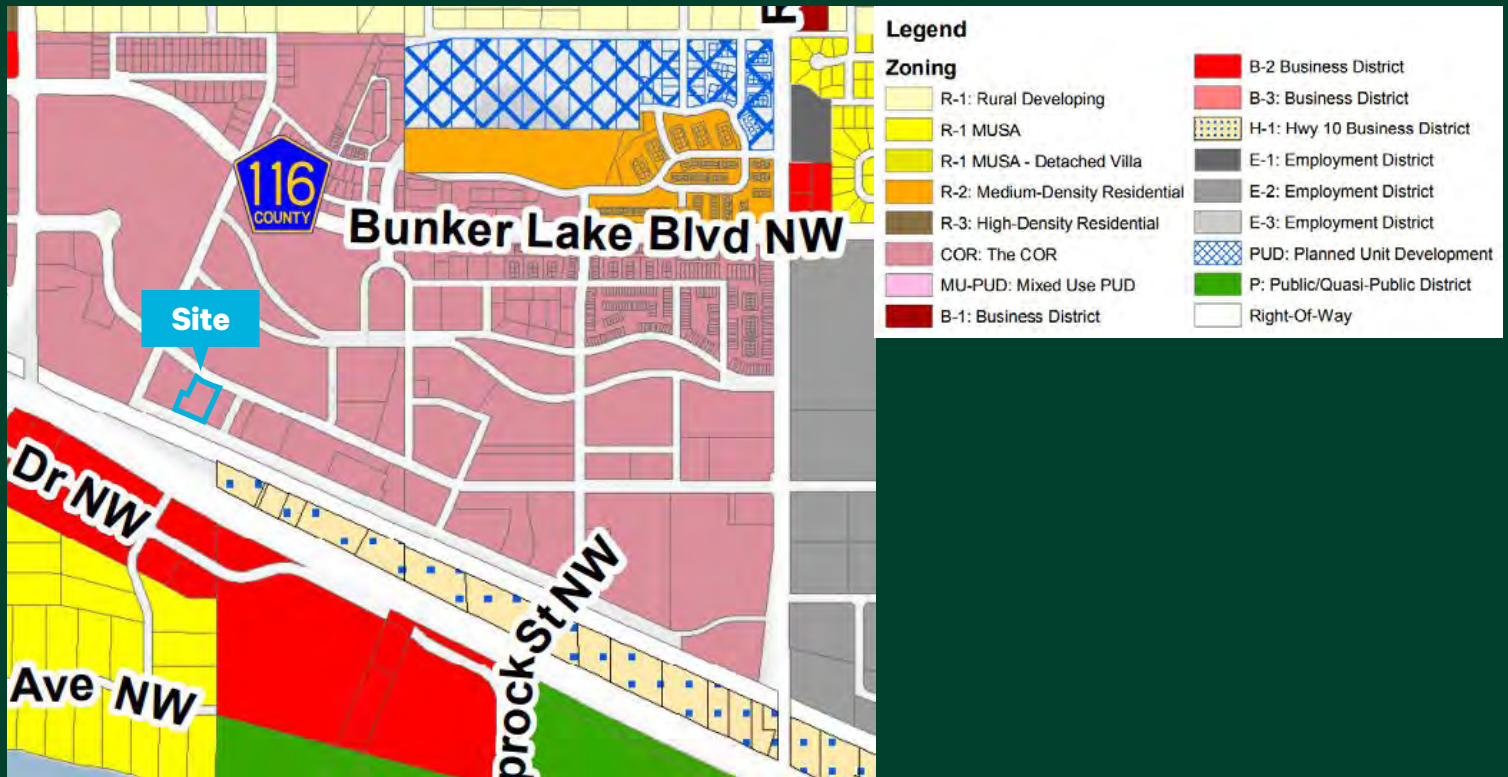 R
116
COUNTY
Bunker Lake Blvd NW
Site
Dr NW
Ave NW
prock St NW
Legend
Zoning
R-1: Rural Developing
R-1 MUSA
R-1 MUSA - Detached Villa
R-2: Medium-Density Residential
R-3: High-Density Residential
COR: The COR
MU-PUD: Mixed Use PUD
B-1: Business District
B-2 Business District
B-3: Business District
H-1: Hwy 10 Business District
E-1: Employment District
E-2: Employment District
E-3: Employment District
PUD: Planned Unit Development
P: Public/Quasi-Public District
Right-Of-Way